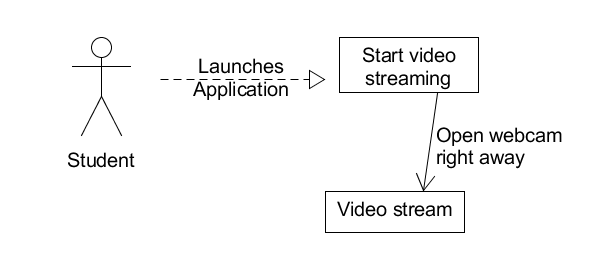 Launches
Application
Start video
streaming
Student
Open webcam
right away
Video stream